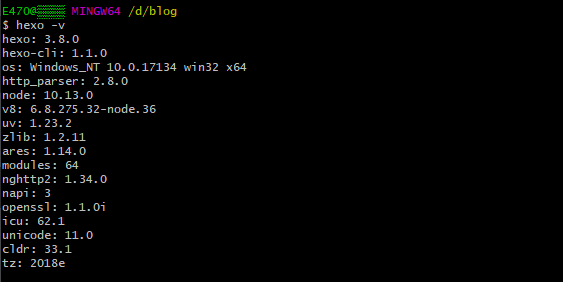 E470@ MINGW64 /d/blog
$ hexo -v
hexo: 3.8.0
hexo-cli: 1.1.0
os: Windows_NT 10.0.17134 win32 x64
http_parser: 2.8.0
node: 10.13.0
v8: 6.8.275.32-node.36
uv: 1.23.2
zlib: 1.2.11
ares: 1.14.0
modules: 64
nghttp2: 1.34.0
napi: 3
openssl: 1.1.0i
icu: 62.1
unicode: 11.0
cldr: 33.1
tz: 2018e